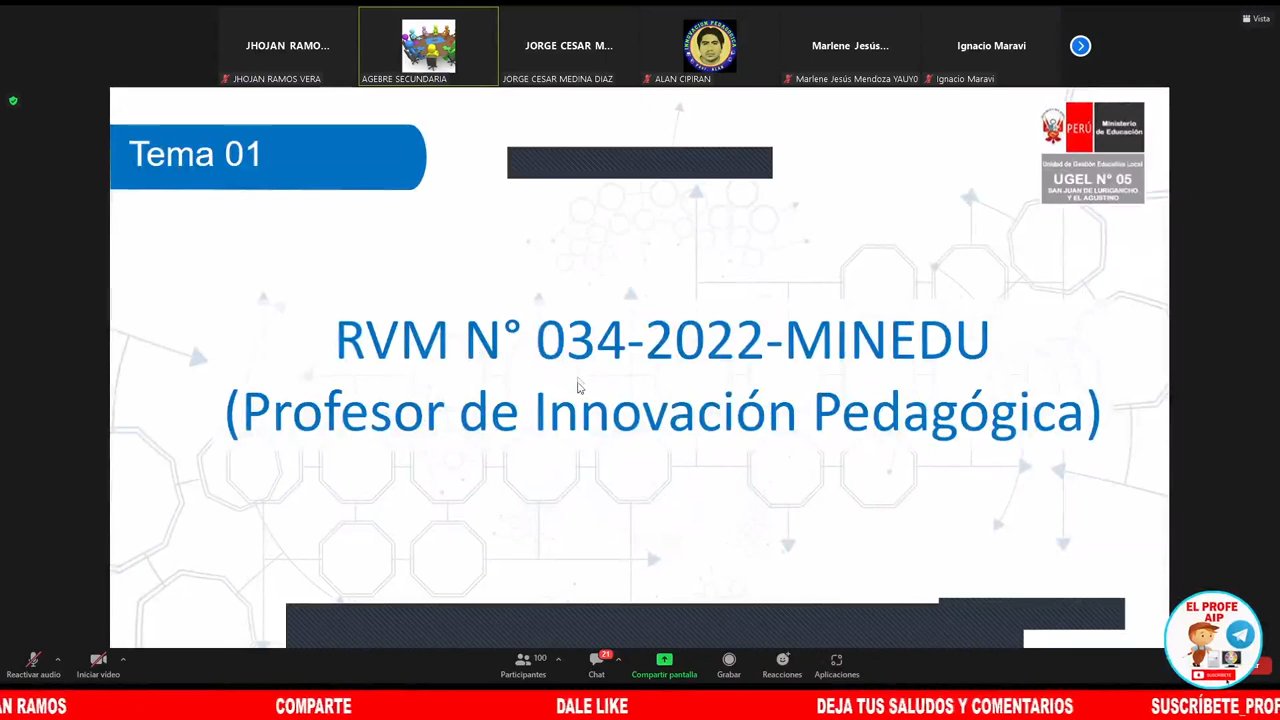 Vista
JHOJAN RAMO...
JORGE CESAR M...
Marlene Jesús...
Ignacio Maravi
JHOJAN RAMOS VERA
AGEBRE SECUNDARIA
JORGE CESAR MEDINA DIAZ
ALAN CIPIRAN
Marlene Jesús Mendoza YAUYO
Ignacio Maravi
INNOVACIÓN PEDAGÓGICA
Tema 01
PERÚ
Ministerio
de Educación
Unidad de Gestión Educativa Local
UGEL N° 05
SAN JUAN DE LURIGANCHO
Y EL AGUSTINO
RVM N° 034-2022-MINEDU
(Profesor de Innovación Pedagógica)
EL PROFE
AIP
SUSCRÍBETE
Reactivar audio
Iniciar vídeo
100
Participantes
21
Chat
Compartir pantalla
Grabar
Reacciones
Aplicaciones
AN RAMOS
COMPARTE
DALE LIKE
DEJA TUS SALUDOS Y COMENTARIOS
SUSCRÍBETE_PROF